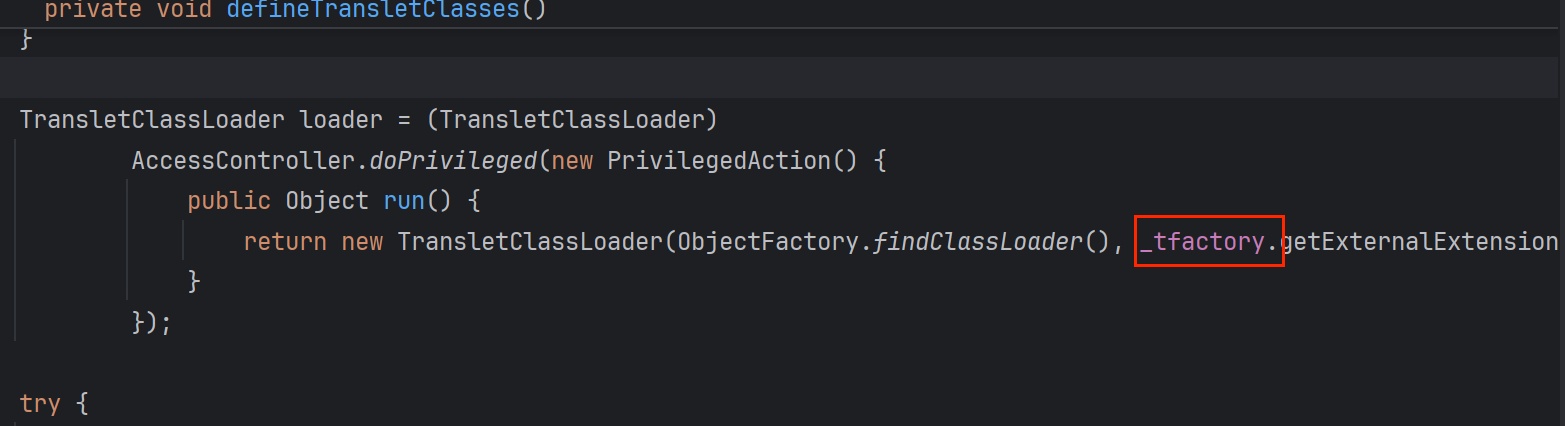 private void defineTransletClasses()
}
TransletClassLoader loader = (TransletClassLoader)
AccessController.doPrivileged(new PrivilegedAction() {
public Object run() {
return new TransletClassLoader(ObjectFactory.findClassLoader(), _tfactory.getExternalExtension
}
});
try {